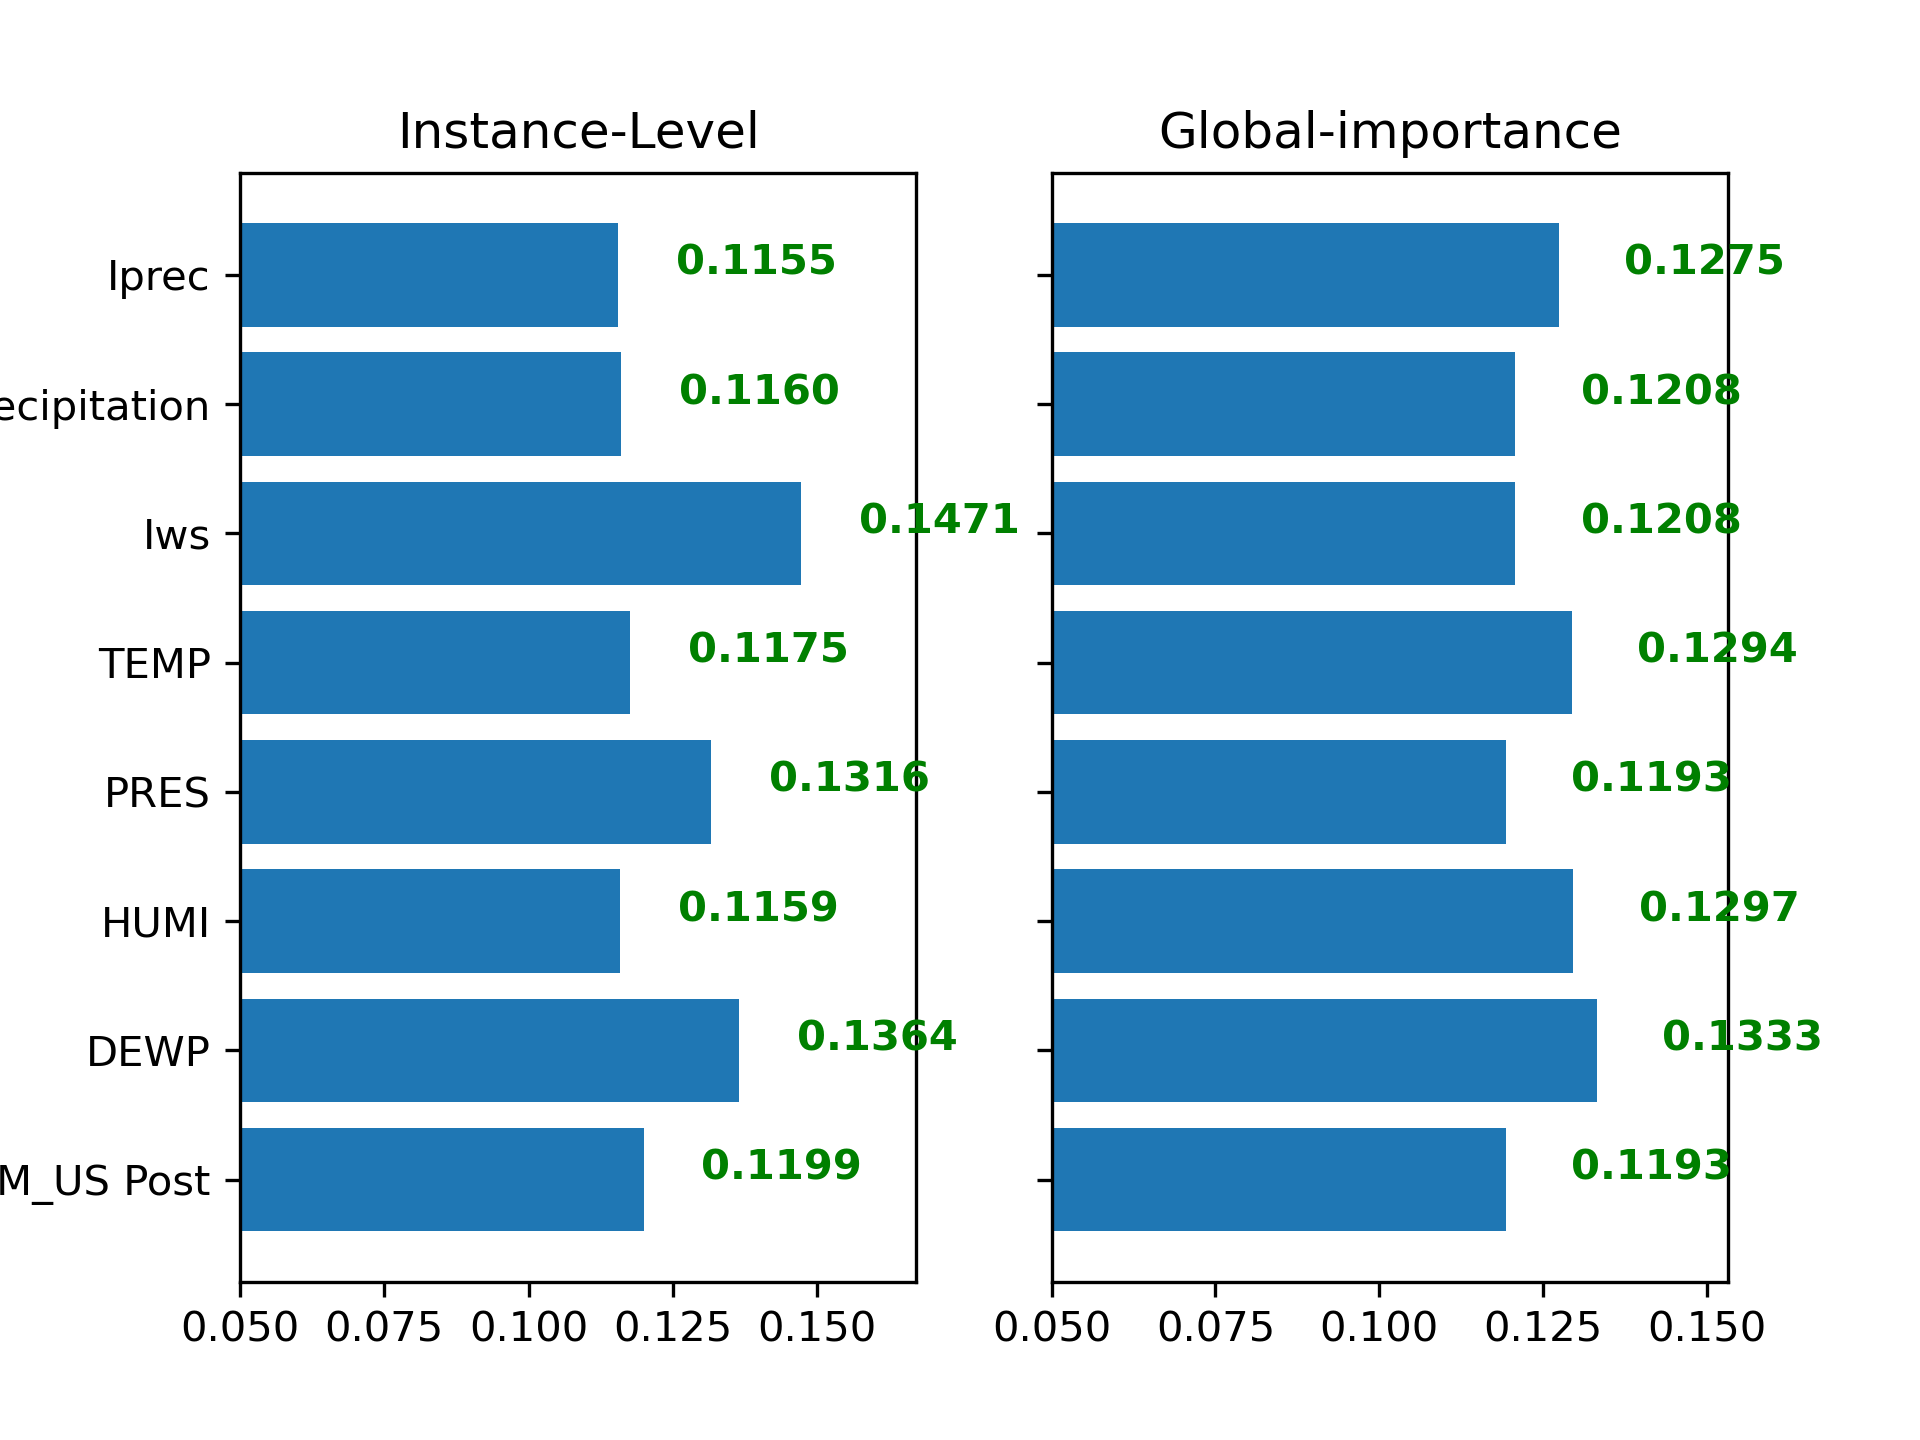 Instance-Level Global-importance
Iprec 0.1155 0.1275
ecipitation 0.1160 0.1208
Iws 0.1471 0.1208
TEMP 0.1175 0.1294
PRES 0.1316 0.1193
HUMI 0.1159 0.1297
DEWP 0.1364 0.1333
M_US Post 0.1199 0.1193
0.050 0.075 0.100 0.125 0.150 0.050 0.075 0.100 0.125 0.150